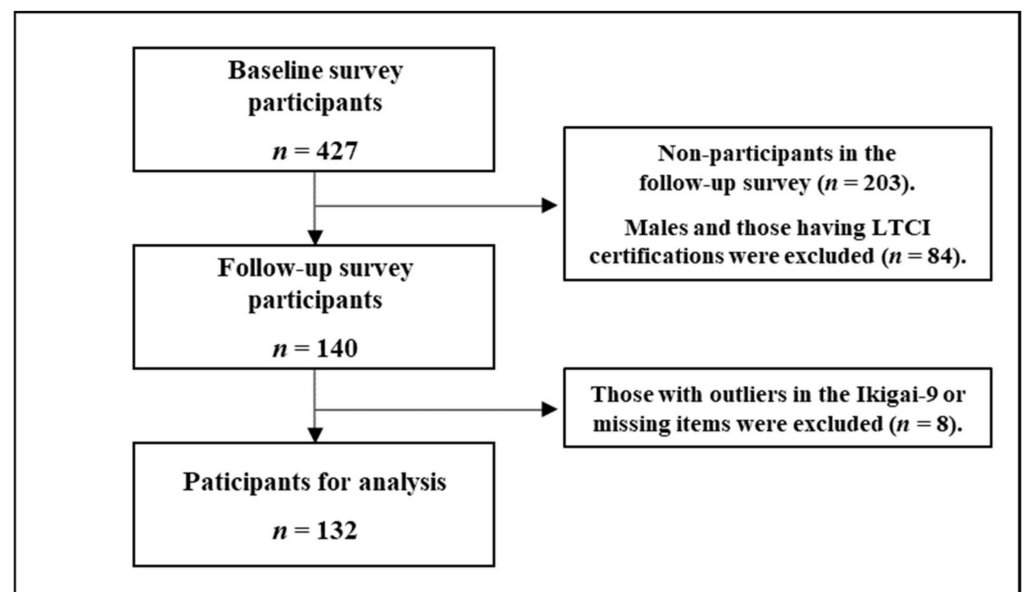 Baseline survey
participants
n = 427
Non-participants in the
follow-up survey (n = 203).
Males and those having LTCI
certifications were excluded (n = 84).
Follow-up survey
participants
n = 140
Those with outliers in the Ikigai-9 or
missing items were excluded (n = 8).
Paticipants for analysis
n = 132